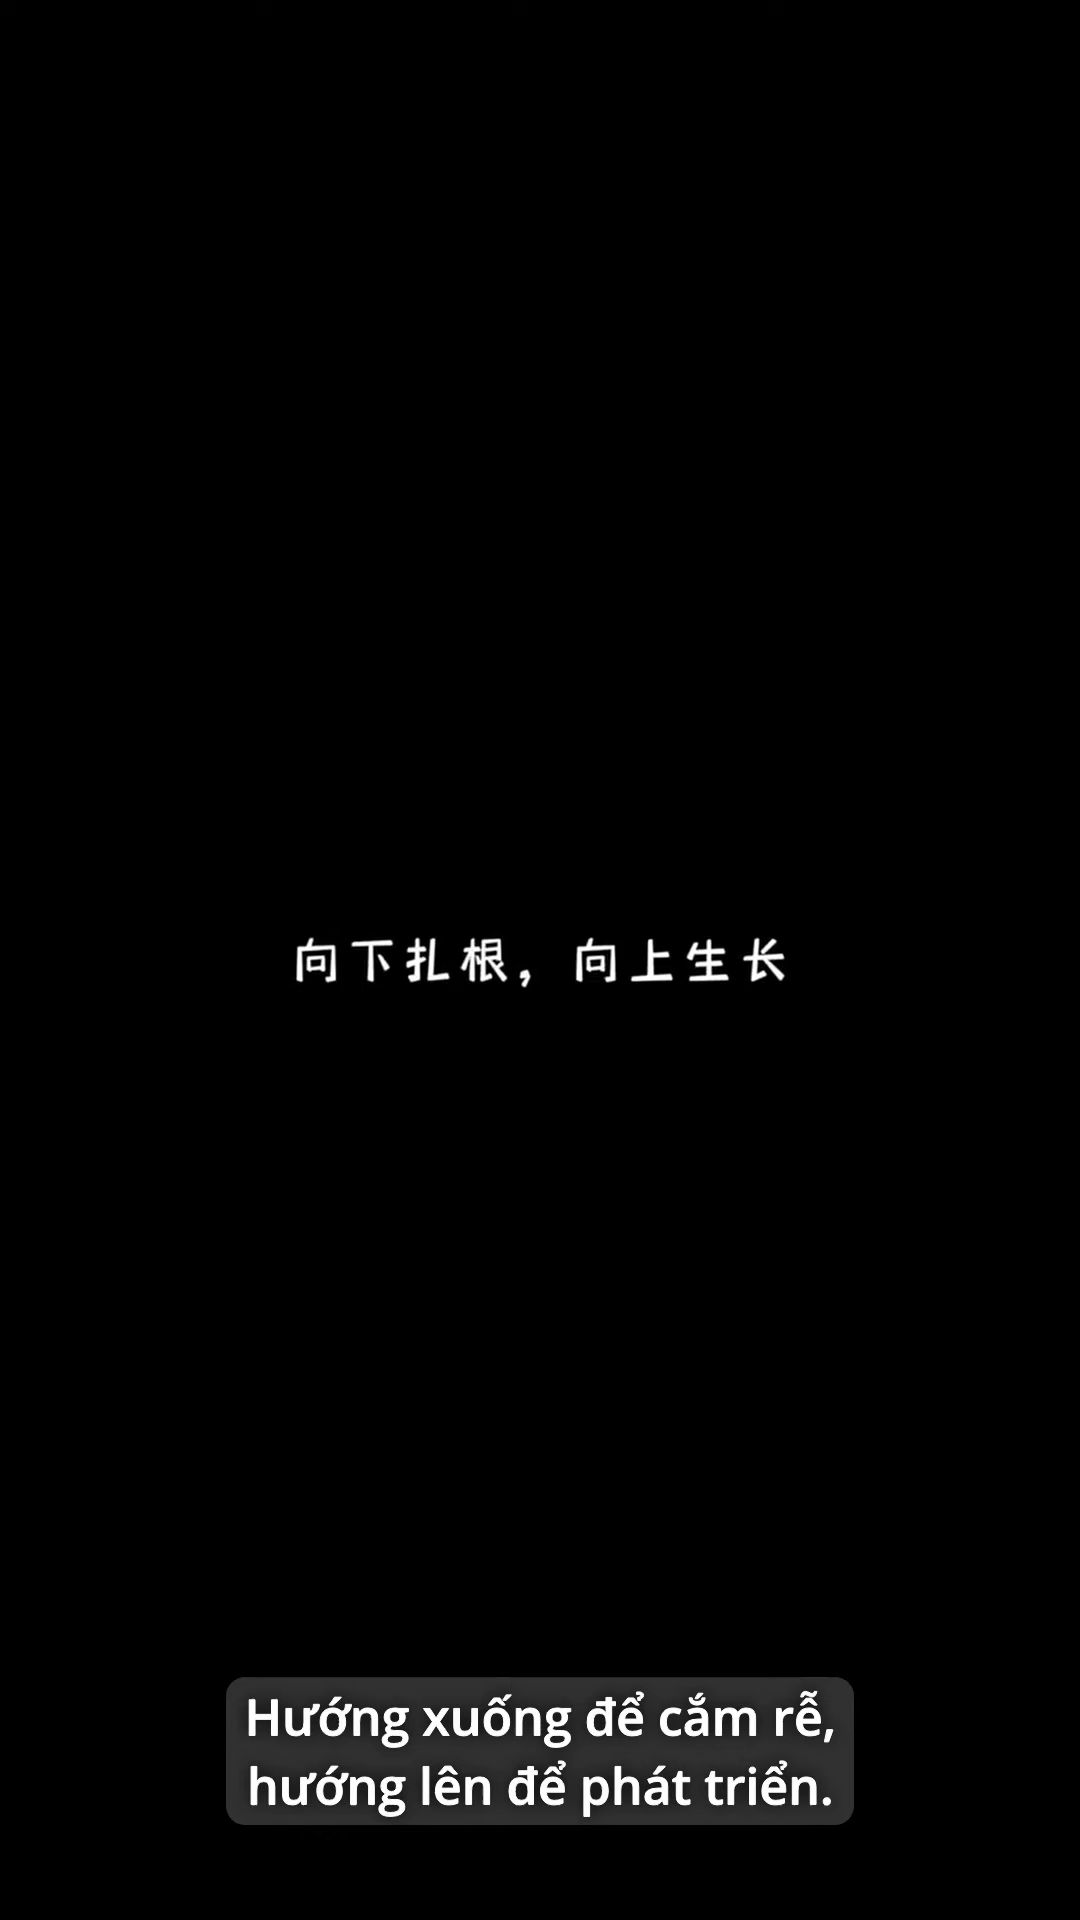 向下扎根，向上生长
Hướng xuống để cắm rễ,
hướng lên để phát triển.